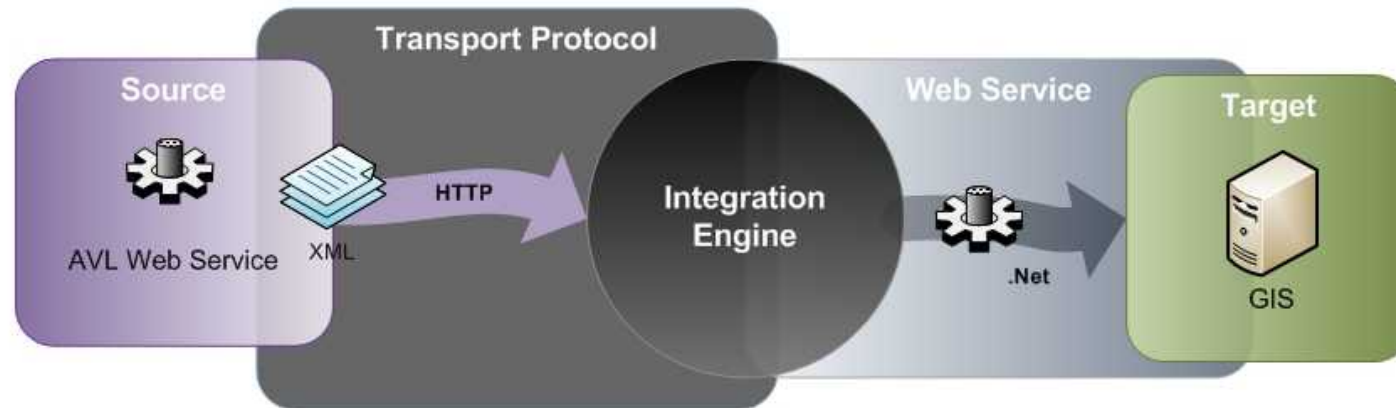 Transport Protocol
Source
Web Service
Target
HTTP
Integration
Engine
AVL Web Service
XML
.Net
GIS